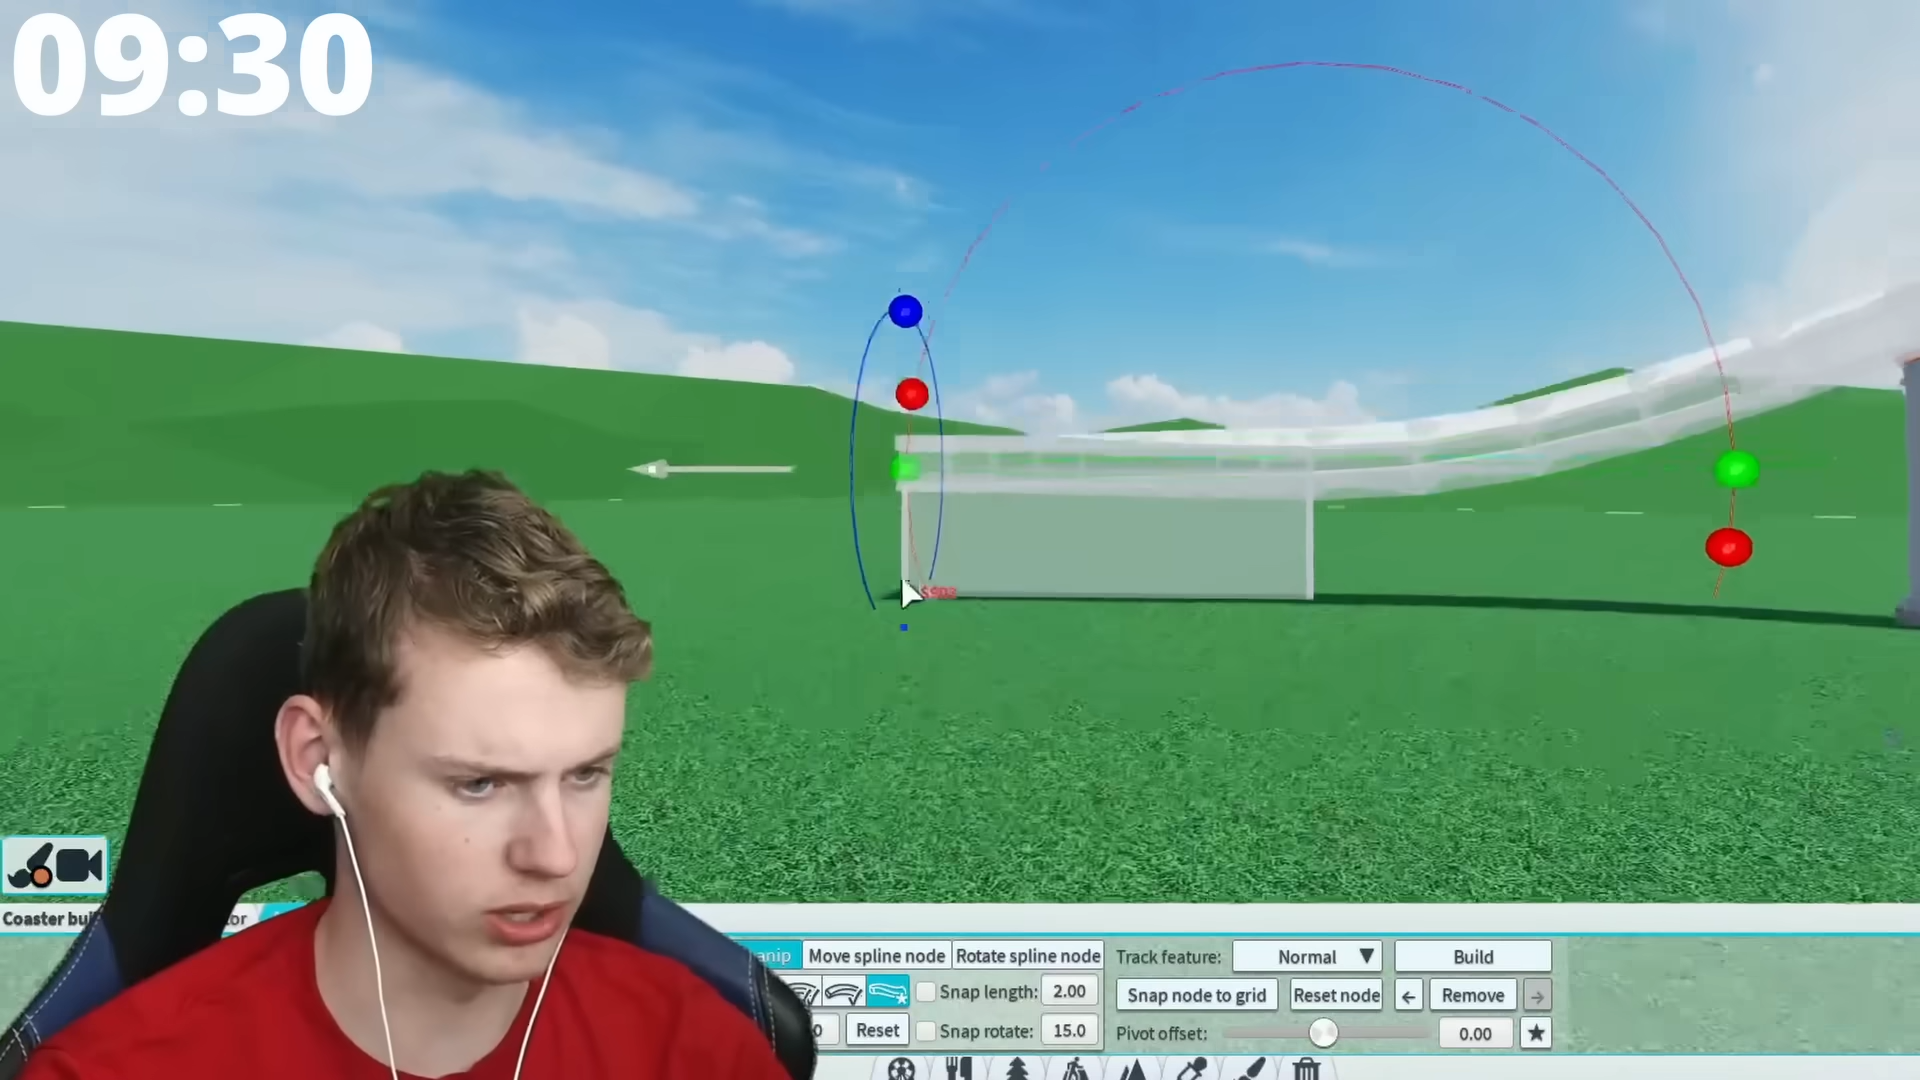 09:30
Coaster bui
tor
anip Move spline node Rotate spline node Track feature: Normal Build
Snap length: 2.00 Snap node to grid Reset node Remove
0 Reset Snap rotate: 15.0 Pivot offset: 0.00